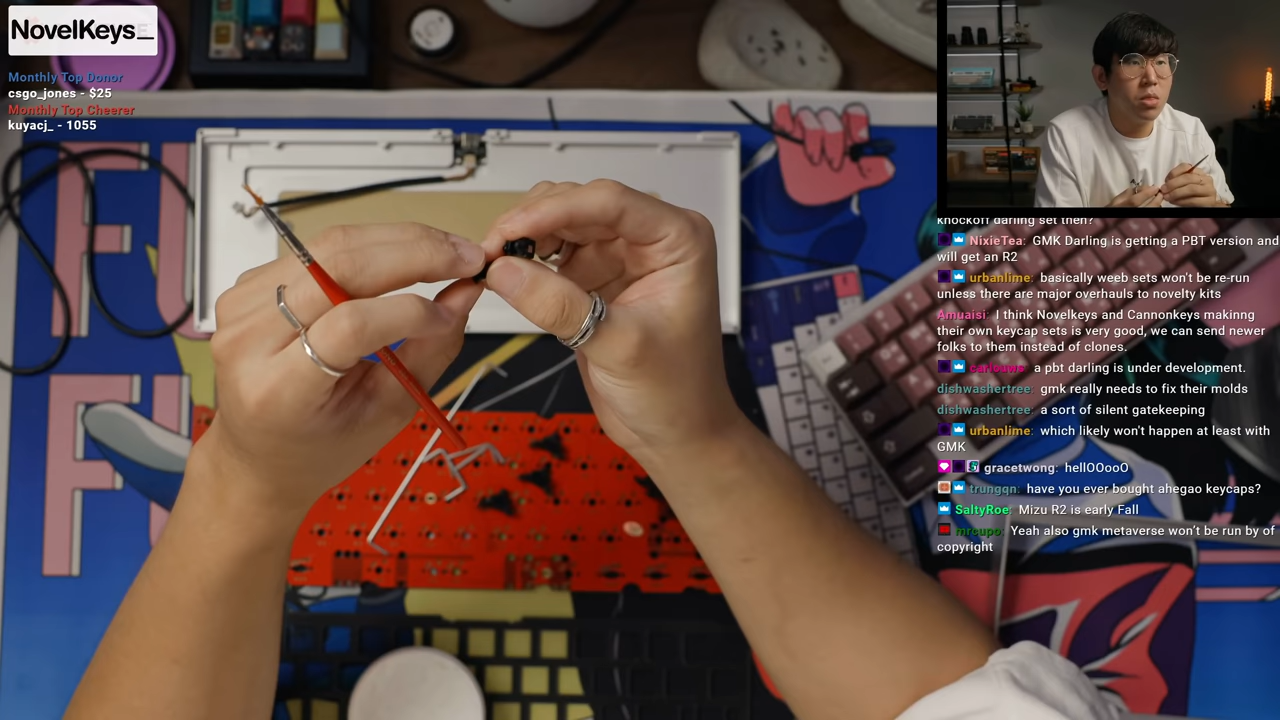 NovelKeys_
Monthly Top Donor
csgo_jones - $25
Monthly Top Cheerer
kuyacj_ - 1055
knockoff darling set then?
NixieTea: GMK Darling is getting a PBT version and
will get an R2
urbanlime: basically weeb sets won't be re-run
unless there are major overhauls to novelty kits
Amuaisi: I think Novelkeys and Cannonkeys makinng
their own keycap sets is very good, we can send newer
folks to them instead of clones.
carlouws: a pbt darling is under development.
dishwashertree: gmk really needs to fix their molds
dishwashertree: a sort of silent gatekeeping
urbanlime: which likely won't happen at least with
GMK
gracetwong: hellOOooO
trungqn: have you ever bought ahegao keycaps?
SaltyRoe: Mizu R2 is early Fall
mrcupo: Yeah also gmk metaverse won't be run by of
copyright